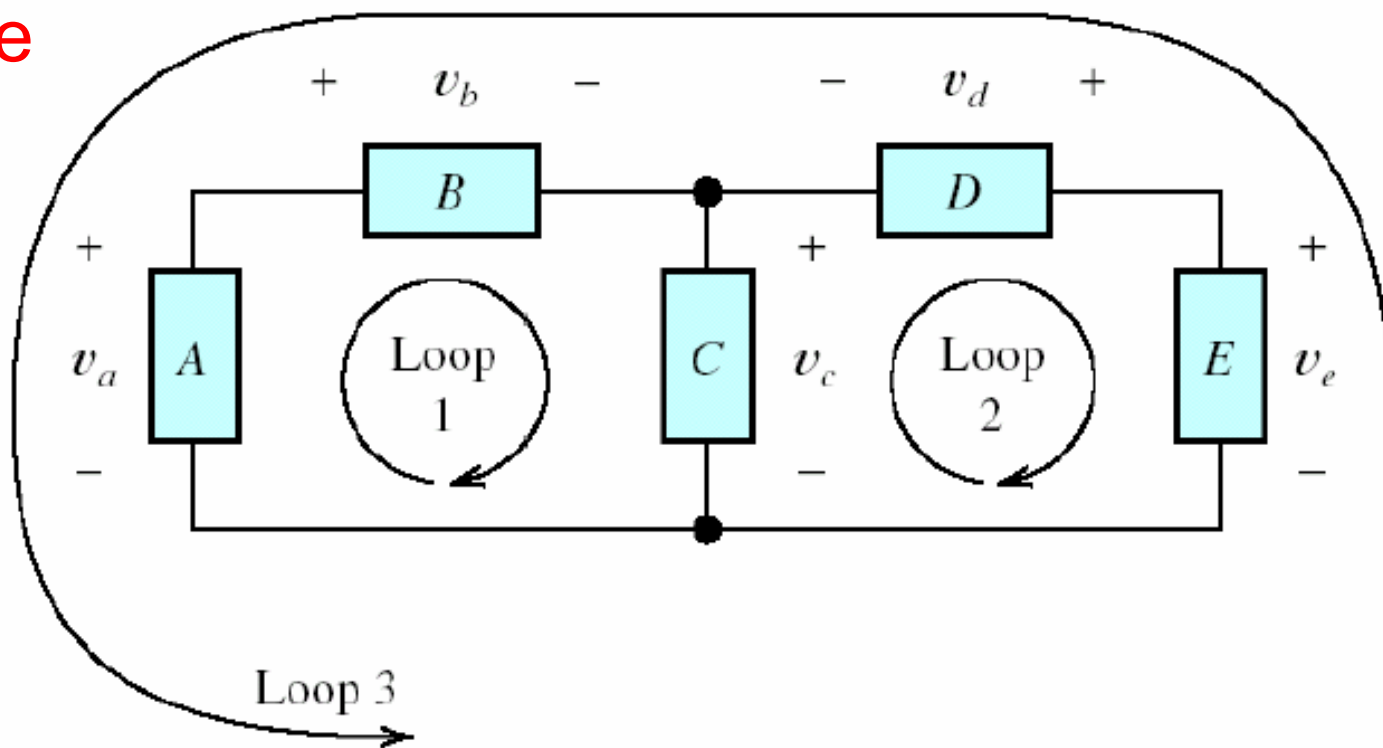 e
+ v_b − − v_d +
B D
+ + +
v_a A Loop 1 C v_c Loop 2 E v_e
− − −
Loop 3